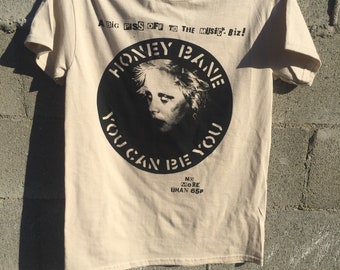 A BIG PISS OFF TO THE MUSIC-BIZ!
HONEY BANE
YOU CAN BE YOU
NO
MORE
THAN 65P